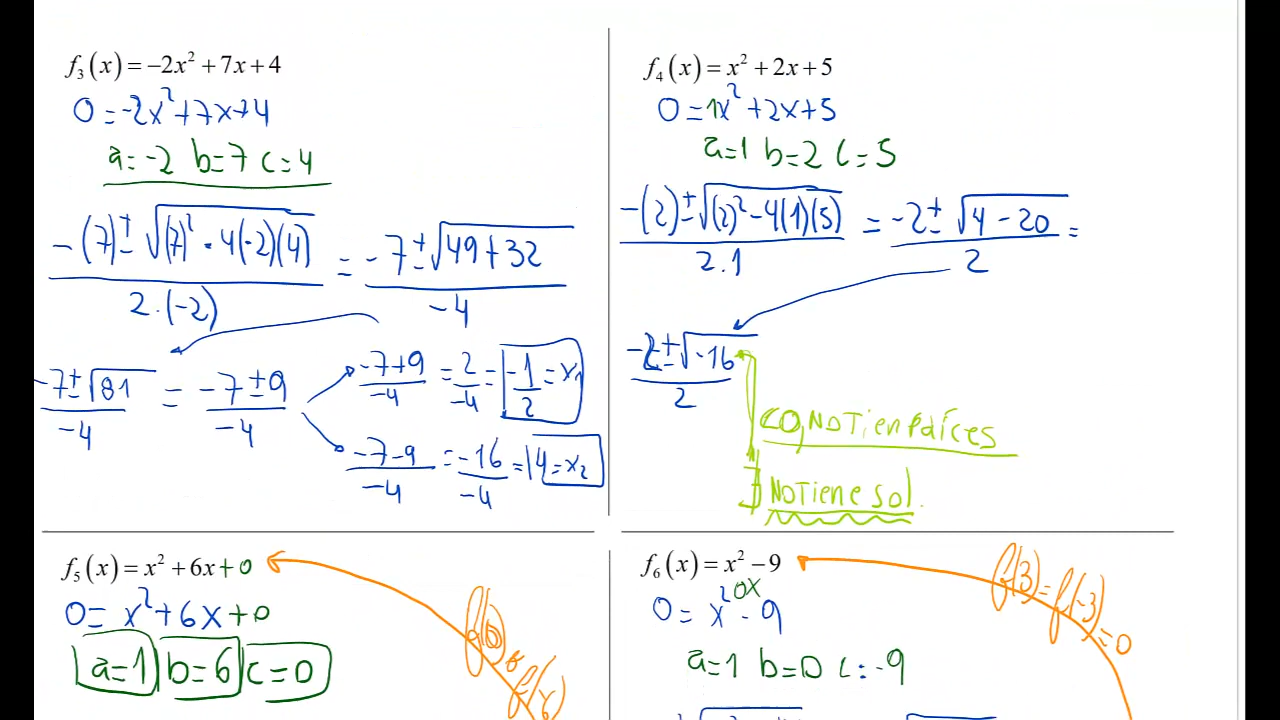 f₃(x) = −2x² + 7x + 4
0 = -2x² + 7x + 4
a = -2 b = 7 c = 4
-(7) ± √((7)² - 4(-2)(4)) / 2.(-2) = -7 ± √(49 + 32) / -4
-7 ± √81 / -4 = -7 ± 9 / -4
-7+9 / -4 = 2 / -4 = -1/2 = x₁
-7-9 / -4 = -16 / -4 = 4 = x₂
f₄(x) = x² + 2x + 5
0 = 1x² + 2x + 5
a=1 b=2 c=5
-(2) ± √((2)² - 4(1)(5)) / 2.1 = -2 ± √(4 - 20) / 2 =
-2 ± √-16 / 2
NO Tien
NO Tiene sol.
f₅(x) = x² + 6x + 0
0 = x² + 6x + 0
a=1 b=6 c=0
f₆(x) = x² − 9
0x
0 = x² - 9
a=1 b=0 c:-9
f(3) = f(-3) = 0